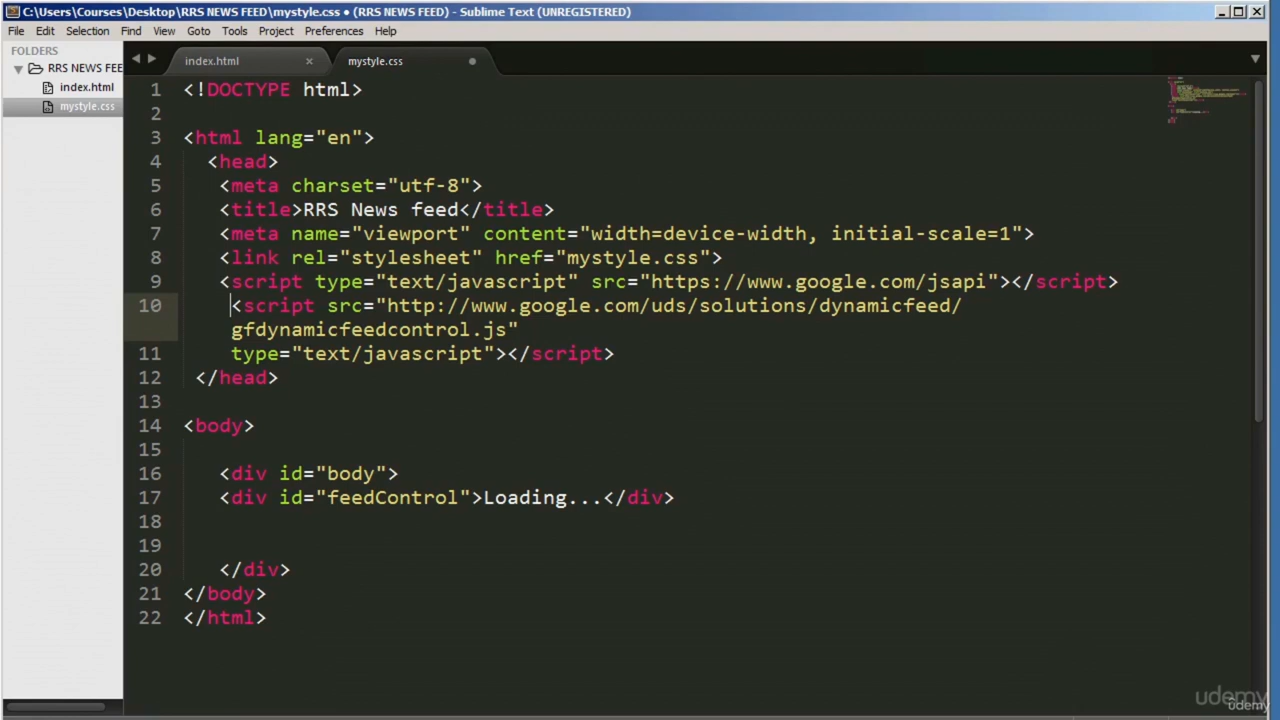 C:\Users\Courses\Desktop\RRS NEWS FEED\mystyle.css • (RRS NEWS FEED) - Sublime Text (UNREGISTERED)
File Edit Selection Find View Goto Tools Project Preferences Help
FOLDERS
RRS NEWS FEE
index.html
mystyle.css
index.html × mystyle.css
1 <!DOCTYPE html>
2
3 <html lang="en">
4 <head>
5 <meta charset="utf-8">
6 <title>RRS News feed</title>
7 <meta name="viewport" content="width=device-width, initial-scale=1">
8 <link rel="stylesheet" href="mystyle.css">
9 <script type="text/javascript" src="https://www.google.com/jsapi"></script>
10 <script src="http://www.google.com/uds/solutions/dynamicfeed/
gfdynamicfeedcontrol.js"
11 type="text/javascript"></script>
12 </head>
13
14 <body>
15
16 <div id="body">
17 <div id="feedControl">Loading...</div>
18
19
20 </div>
21 </body>
22 </html>
udemy
udemy